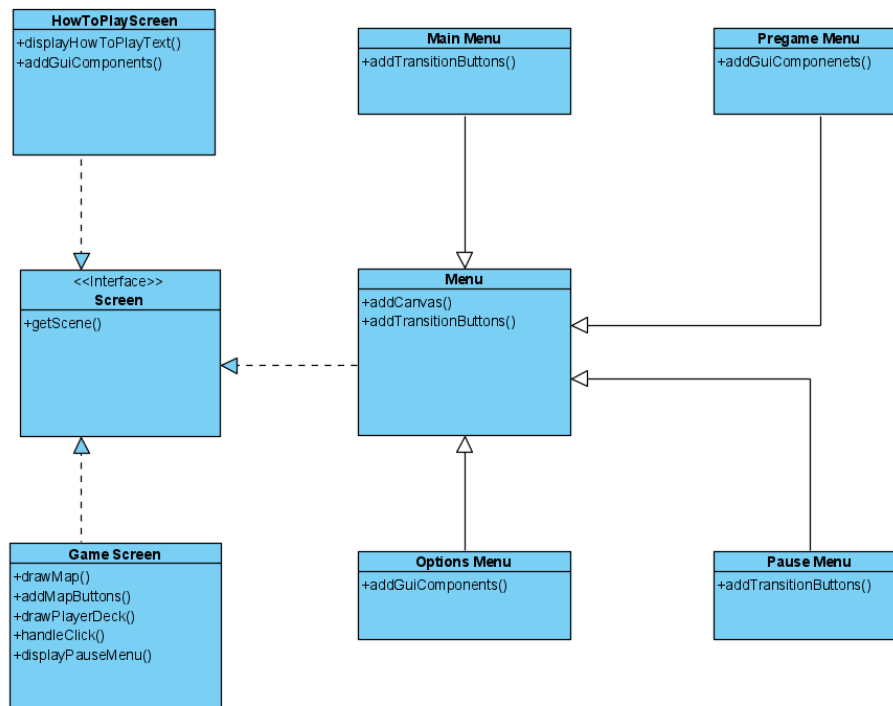 HowToPlayScreen
+displayHowToPlayText()
+addGuiComponents()
Main Menu
+addTransitionButtons()
Pregame Menu
+addGuiComponenets()
<<Interface>>
Screen
+getScene()
Menu
+addCanvas()
+addTransitionButtons()
Game Screen
+drawMap()
+addMapButtons()
+drawPlayerDeck()
+handleClick()
+displayPauseMenu()
Options Menu
+addGuiComponents()
Pause Menu
+addTransitionButtons()